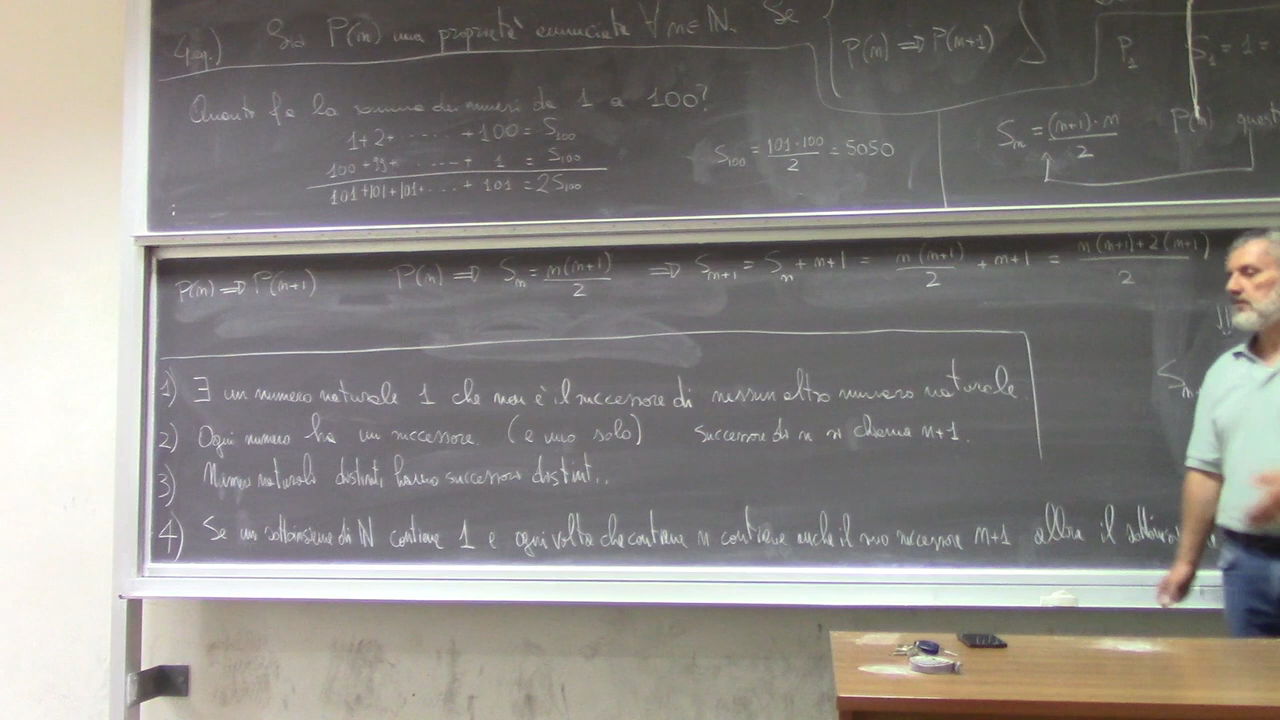 4eq.) Sia P(n) una proprietà enunciata ∀n∈N. Se
P(n) ⟹ P(n+1)
P₁ S₁ = 1 =
Quanto fa la somma dei numeri da 1 a 100?
1+2+ ...... +100 = S₁₀₀
100+99+ ......+ 1 = S₁₀₀
101+101+101+...+ 101 = 2S₁₀₀
S₁₀₀ = 101·100/2 = 5050
Sₙ = (n+1)·n/2 P(n) quest
P(n) ⟹ P(n+1) P(n) ⟹ Sₙ = n(n+1)/2 ⟹ Sₙ₊₁ = Sₙ + n+1 = n(n+1)/2 + n+1 = n(n+1)+2(n+1)/2
⇓
1) ∃ un numero naturale 1 che non è il successore di nessun altro numero naturale.
2) Ogni numero ha un successore (e uno solo) Successore di n si chiama n+1.
3) Numeri naturali distinti hanno successori distinti.
4) Se un sottoinsieme di N contiene 1 e ogni volta che contiene n contiene anche il suo successore n+1 allora il